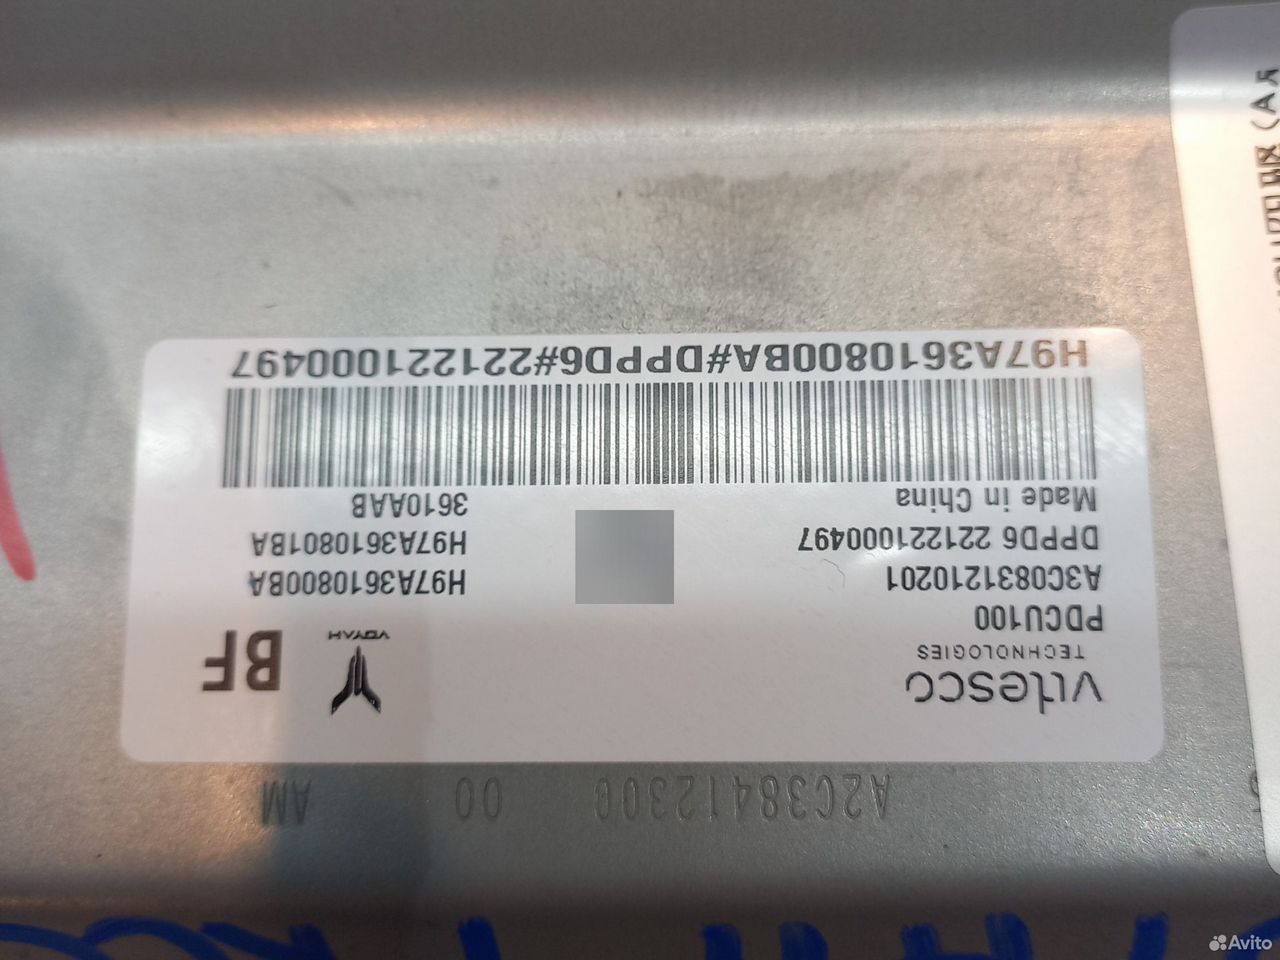 A2C38412300 00 AM
vitesco
TECHNOLOGIES
PDCU100
A3C0831210201
DPPD6 221221000497
Made in China
VOYAH
BF
H97A3610800BA
H97A3610801BA
3610AAB
H97A3610800BA#DPPD6#221221000497
Avito